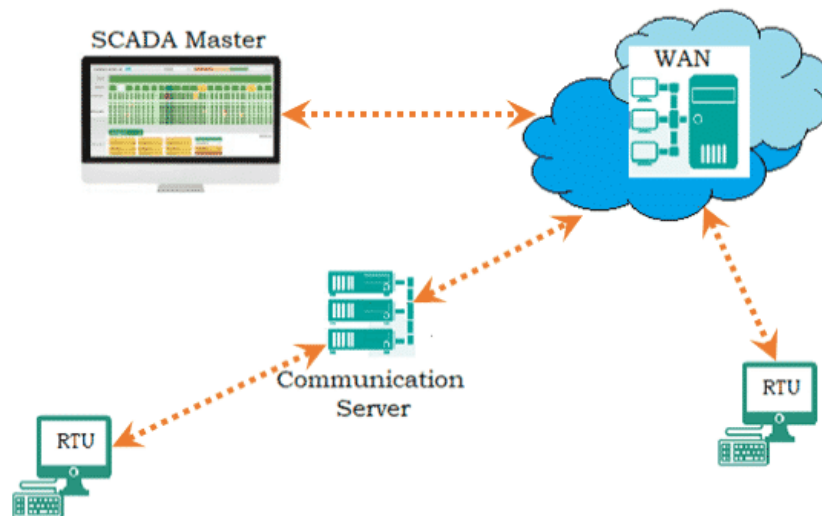 SCADA Master
WAN
Communication
Server
RTU
RTU